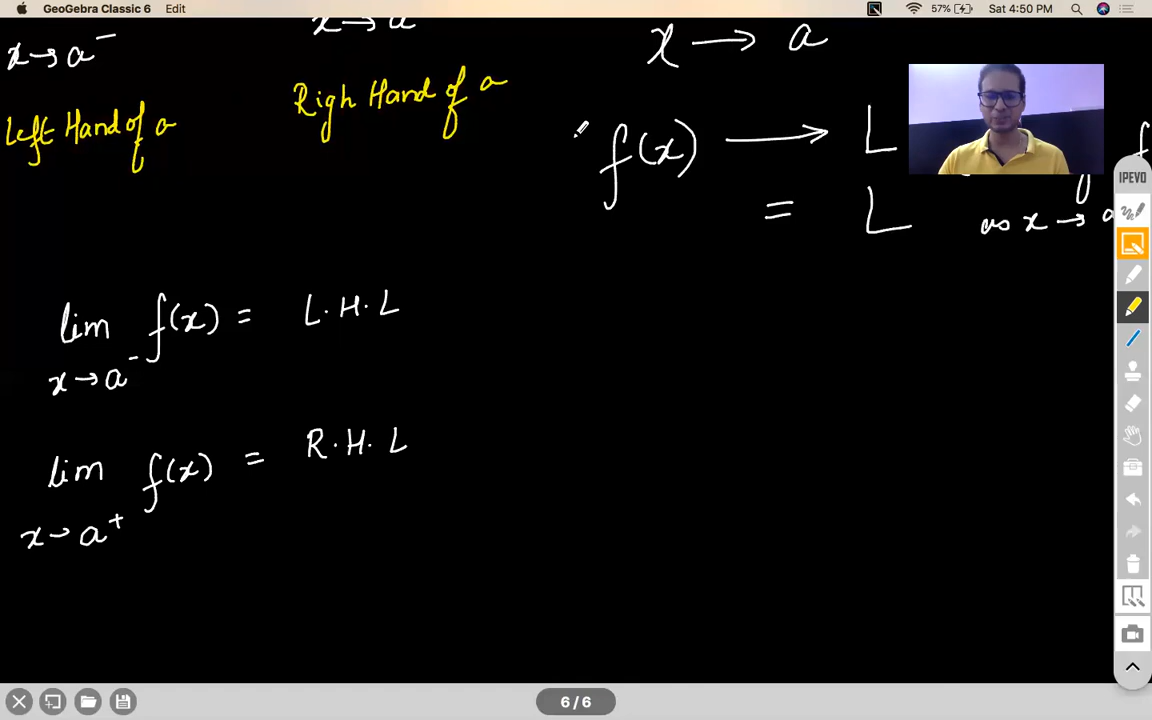 GeoGebra Classic 6 Edit 57% Sat 4:50 PM
x→a⁻
x→a
x → a
Left Hand of a
Righ Hand of a
f(x) → L
= L as x → a
IPEVO
lim f(x) = L.H.L
x→a⁻
lim f(x) = R.H.L
x→a⁺
6/6